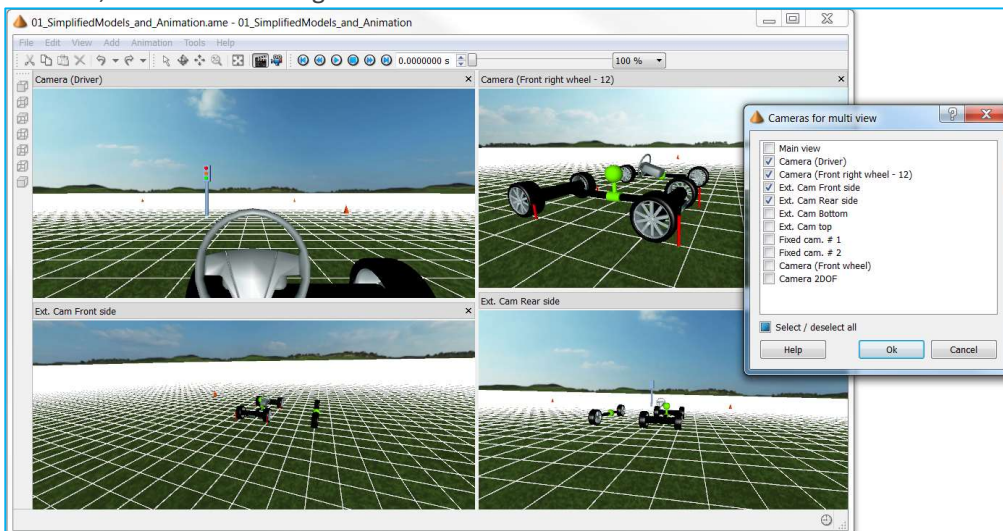 01_SimplifiedModels_and_Animation.ame - 01_SimplifiedModels_and_Animation
File Edit View Add Animation Tools Help
0.0000000 s
100 %
Camera (Driver)
Camera (Front right wheel - 12)
Ext. Cam Front side
Ext. Cam Rear side
Cameras for multi view
Main view
Camera (Driver)
Camera (Front right wheel - 12)
Ext. Cam Front side
Ext. Cam Rear side
Ext. Cam Bottom
Ext. Cam top
Fixed cam. # 1
Fixed cam. # 2
Camera (Front wheel)
Camera 2DOF
Select / deselect all
Help Ok Cancel